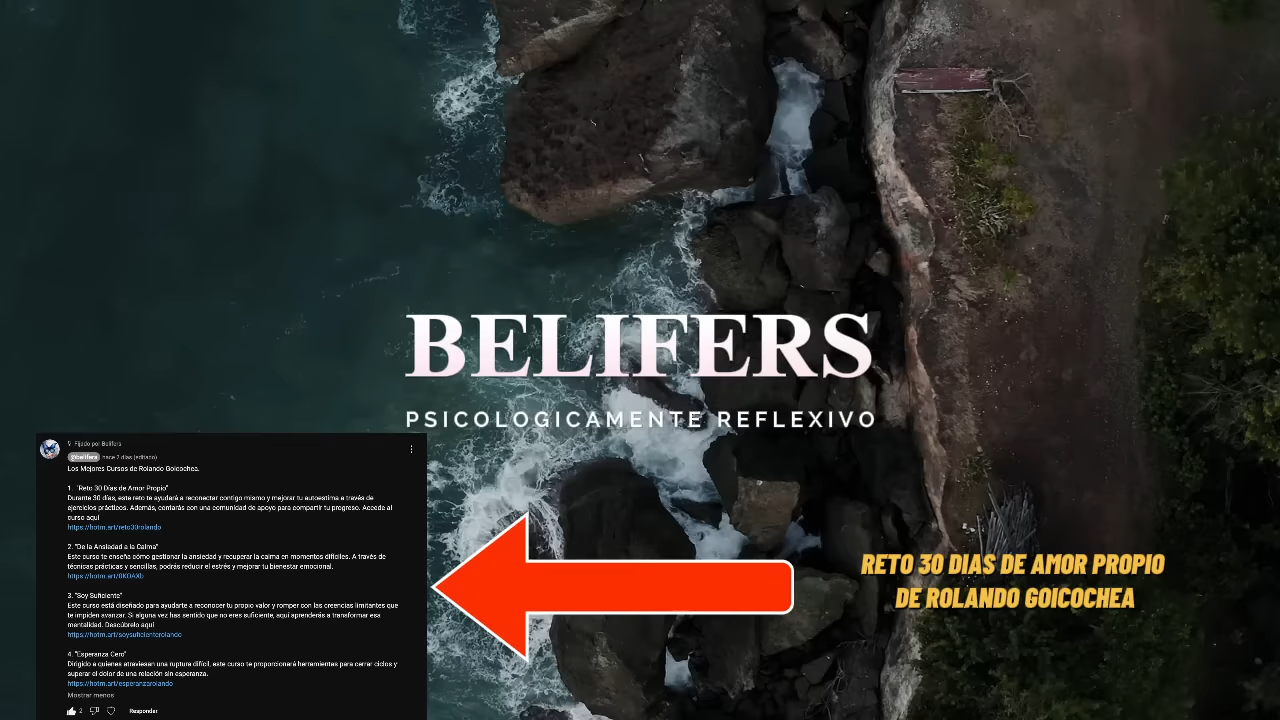 BELIFERS
PSICOLOGICAMENTE REFLEXIVO
Fijado por Belifers
@belifers hace 2 días (editado)
Los Mejores Cursos de Rolando Goicochea.
1. "Reto 30 Días de Amor Propio"
Durante 30 días, este reto te ayudará a reconectar contigo mismo y mejorar tu autoestima a través de
ejercicios prácticos. Además, contarás con una comunidad de apoyo para compartir tu progreso. Accede al
curso aquí
https://hotm.art/reto30rolando
2. "De la Ansiedad a la Calma"
Este curso te enseña cómo gestionar la ansiedad y recuperar la calma en momentos difíciles. A través de
técnicas prácticas y sencillas, podrás reducir el estrés y mejorar tu bienestar emocional.
https://hotm.art/0KOAXb
3. "Soy Suficiente"
Este curso está diseñado para ayudarte a reconocer tu propio valor y romper con las creencias limitantes que
te impiden avanzar. Si alguna vez has sentido que no eres suficiente, aquí aprenderás a transformar esa
mentalidad. Descúbrelo aquí
https://hotm.art/soysuficienterolando
4. "Esperanza Cero"
Dirigido a quienes atraviesan una ruptura difícil, este curso te proporcionará herramientas para cerrar ciclos y
superar el dolor de una relación sin esperanza.
https://hotm.art/esperanzarolando
Mostrar menos
2 Responder
RETO 30 DIAS DE AMOR PROPIO
DE ROLANDO GOICOCHEA